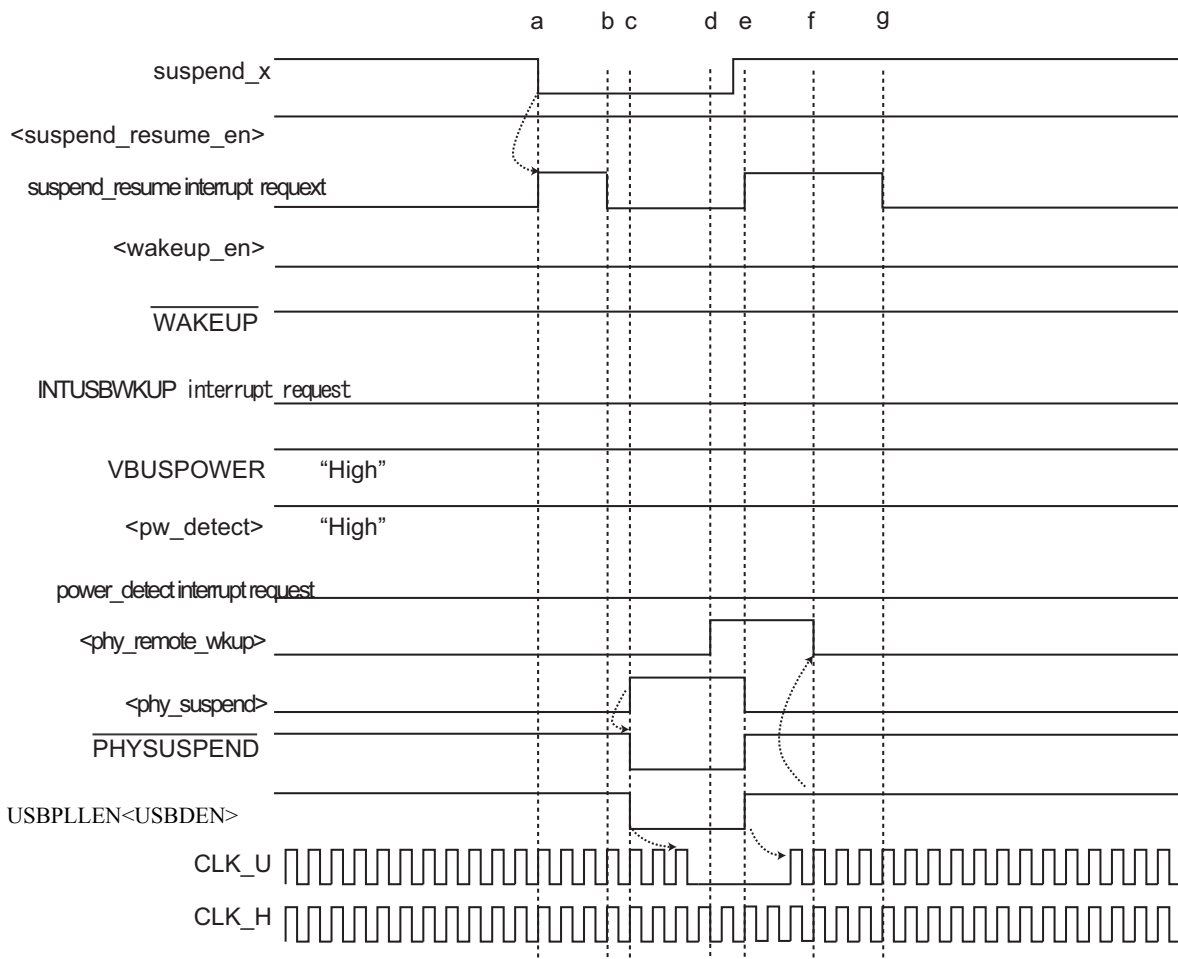 a b c d e f g
suspend_x
<suspend_resume_en>
suspend_resume interrupt requext
<wakeup_en>
WAKEUP
INTUSBWKUP interrupt request
VBUSPOWER “High”
<pw_detect> “High”
power_detect interrupt request
<phy_remote_wkup>
<phy_suspend>
PHYSUSPEND
USBPLLEN<USBDEN>
CLK_U
CLK_H